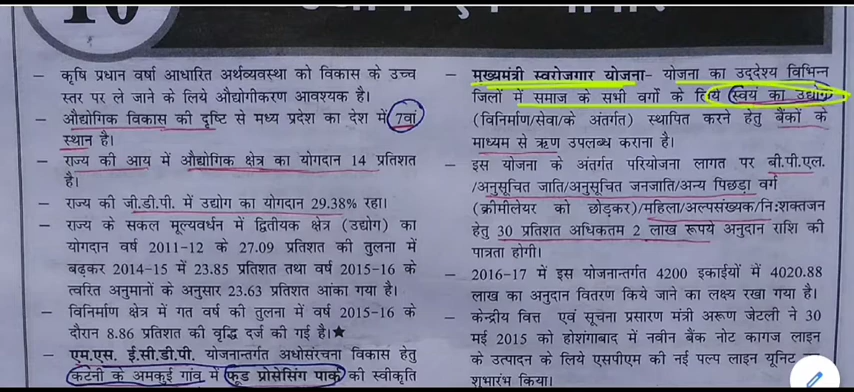 10
उद्योग एवं व्यापार
– कृषि प्रधान वर्षा आधारित अर्थव्यवस्था को विकास के उच्च
स्तर पर ले जाने के लिये औद्योगीकरण आवश्यक है।
– औद्योगिक विकास की दृष्टि से मध्य प्रदेश का देश में 7वां
स्थान है।
– राज्य की आय में औद्योगिक क्षेत्र का योगदान 14 प्रतिशत
है।
– राज्य की जी.डी.पी. में उद्योग का योगदान 29.38% रहा।
– राज्य के सकल मूल्यवर्धन में द्वितीयक क्षेत्र (उद्योग) का
योगदान वर्ष 2011-12 के 27.09 प्रतिशत की तुलना में
बढ़कर 2014-15 में 23.85 प्रतिशत तथा वर्ष 2015-16 के
त्वरित अनुमानों के अनुसार 23.63 प्रतिशत आंका गया है।
– विनिर्माण क्षेत्र में गत वर्ष की तुलना में वर्ष 2015-16 के
दौरान 8.86 प्रतिशत की वृद्धि दर्ज की गई है।★
– एम.एस. ई.सी.डी.पी. योजनान्तर्गत अधोसंरचना विकास हेतु
कटेनी के अमकुई गांव में फूड प्रोसेसिंग पार्क की स्वीकृति
– मुख्यमंत्री स्वरोजगार योजना- योजना का उद्देश्य विभिन्न
जिलों में समाज के सभी वर्गो के लिये स्वयं का उद्योग
(विनिर्माण/सेवा/के अंतर्गत) स्थापित करने हेतु बैंकों के
माध्यम से ऋण उपलब्ध कराना है।
– इस योजना के अंतर्गत परियोजना लागत पर बी.पी.एल.
/अनुसूचित जाति/अनुसूचित जनजाति/अन्य पिछड़ा वर्ग
(क्रीमीलेयर को छोड़कर)/महिला/अल्पसंख्यक/नि:शक्तजन
हेतु 30 प्रतिशत अधिकतम 2 लाख रूपये अनुदान राशि की
पात्रता होगी।
– 2016-17 में इस योजनान्तर्गत 4200 इकाईयों में 4020.88
लाख का अनुदान वितरण किये जाने का लक्ष्य रखा गया है।
– केन्द्रीय वित्त एवं सूचना प्रसारण मंत्री अरूण जेटली ने 30
मई 2015 को होशंगाबाद में नवीन बैंक नोट कागज लाइन
के उत्पादन के लिये एसपीएम की नई पल्प लाइन यूनिट
शुभारंभ किया।